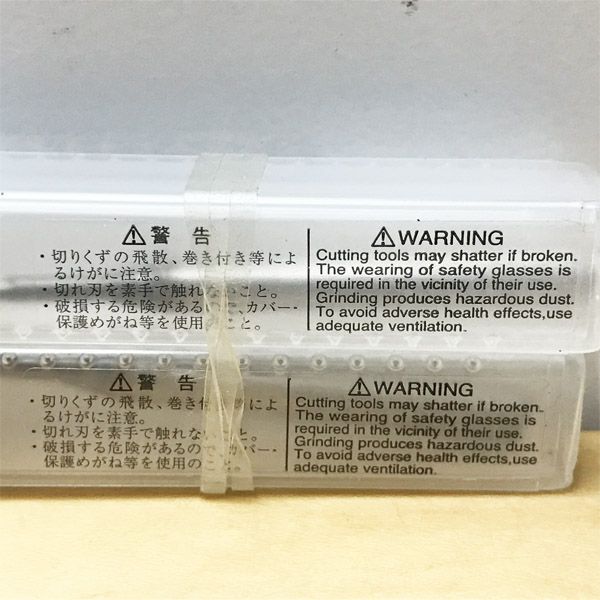 ⚠警告
・切りくずの飛散、巻き付き等によ
るけがに注意。
・切れ刃を素手で触れないこと。
・破損する危険があるので、カバー・
保護めがね等を使用のこと。
⚠WARNING
Cutting tools may shatter if broken.
The wearing of safety glasses is
required in the vicinity of their use.
Grinding produces hazardous dust.
To avoid adverse health effects,use
adequate ventilation.
⚠警告
・切りくずの飛散、巻き付き等によ
るけがに注意。
・切れ刃を素手で触れないこと。
・破損する危険があるので、カバー・
保護めがね等を使用のこと。
⚠WARNING
Cutting tools may shatter if broken.
The wearing of safety glasses is
required in the vicinity of their use.
Grinding produces hazardous dust.
To avoid adverse health effects,use
adequate ventilation.